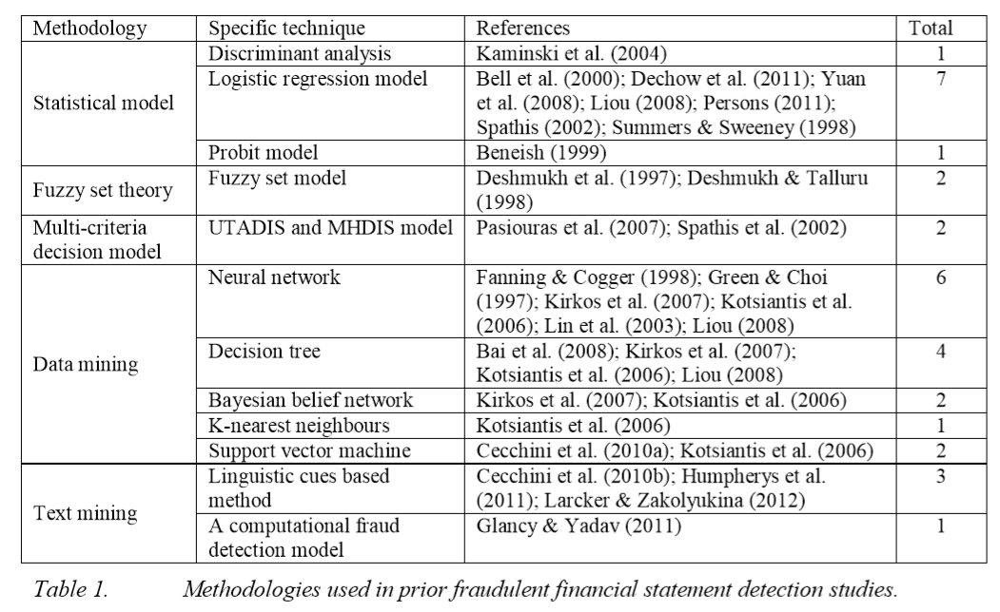 Methodology Specific technique References Total
Statistical model
Discriminant analysis Kaminski et al. (2004) 1
Logistic regression model Bell et al. (2000); Dechow et al. (2011); Yuan 7
et al. (2008); Liou (2008); Persons (2011);
Spathis (2002); Summers & Sweeney (1998)
Probit model Beneish (1999) 1
Fuzzy set theory
Fuzzy set model Deshmukh et al. (1997); Deshmukh & Talluru 2
(1998)
Multi-criteria UTADIS and MHDIS model Pasiouras et al. (2007); Spathis et al. (2002) 2
decision model
Data mining
Neural network Fanning & Cogger (1998); Green & Choi 6
(1997); Kirkos et al. (2007); Kotsiantis et al.
(2006); Lin et al. (2003); Liou (2008)
Decision tree Bai et al. (2008); Kirkos et al. (2007); 4
Kotsiantis et al. (2006); Liou (2008)
Bayesian belief network Kirkos et al. (2007); Kotsiantis et al. (2006) 2
K-nearest neighbours Kotsiantis et al. (2006) 1
Support vector machine Cecchini et al. (2010a); Kotsiantis et al. (2006) 2
Text mining
Linguistic cues based Cecchini et al. (2010b); Humpherys et al. 3
method (2011); Larcker & Zakolyukina (2012)
A computational fraud Glancy & Yadav (2011) 1
detection model
Table 1. Methodologies used in prior fraudulent financial statement detection studies.